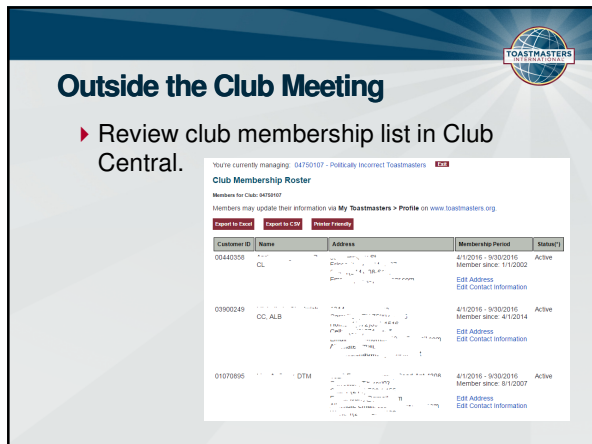 TOASTMASTERS
INTERNATIONAL
Outside the Club Meeting
Review club membership list in Club
Central.
You're currently managing: 04750107 - Politically Incorrect Toastmasters Exit
Club Membership Roster
Members for Club: 04750107
Members may update their information via My Toastmasters > Profile on www.toastmasters.org.
Export to Excel Export to CSV Printer Friendly
Customer ID Name Address Membership Period Status(*)
00440358 4/1/2016 - 9/30/2016 Active
CL Member since: 1/1/2002
Edit Address
Edit Contact Information
03900249 4/1/2016 - 9/30/2016 Active
CC, ALB Member since: 4/1/2014
Edit Address
Edit Contact Information
01070895 DTM 4/1/2016 - 9/30/2016 Active
Member since: 8/1/2007
Edit Address
Edit Contact Information